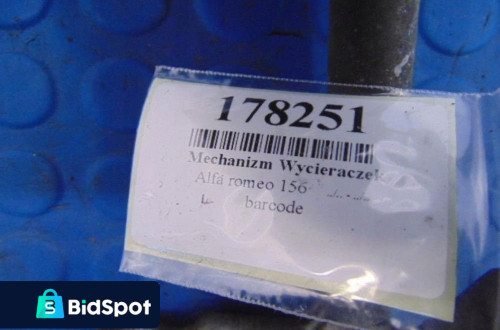 178251
Mechanizm Wycieraczek
Alfa romeo 156
barcode
BidSpot